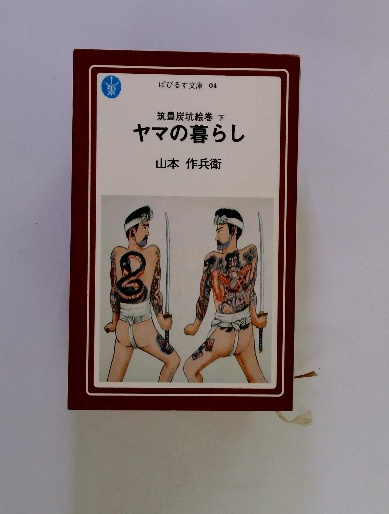 ぱぴるす文庫 04
筑豊炭坑絵巻 下
ヤマの暮らし
山本 作兵衛